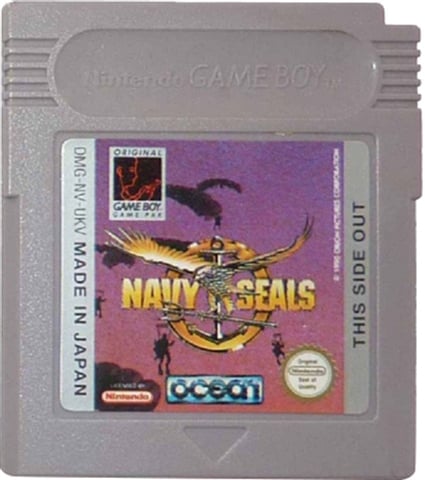 Nintendo GAME BOY
TM
DMG-NV-UKV MADE IN JAPAN
ORIGINAL
GAME BOY
GAME PAK
© 1990 ORION PICTURES CORPORATION
NAVY SEALS
THIS SIDE OUT
LICENSED BY
Nintendo
ocean
Original
Nintendo
Seal of
Quality